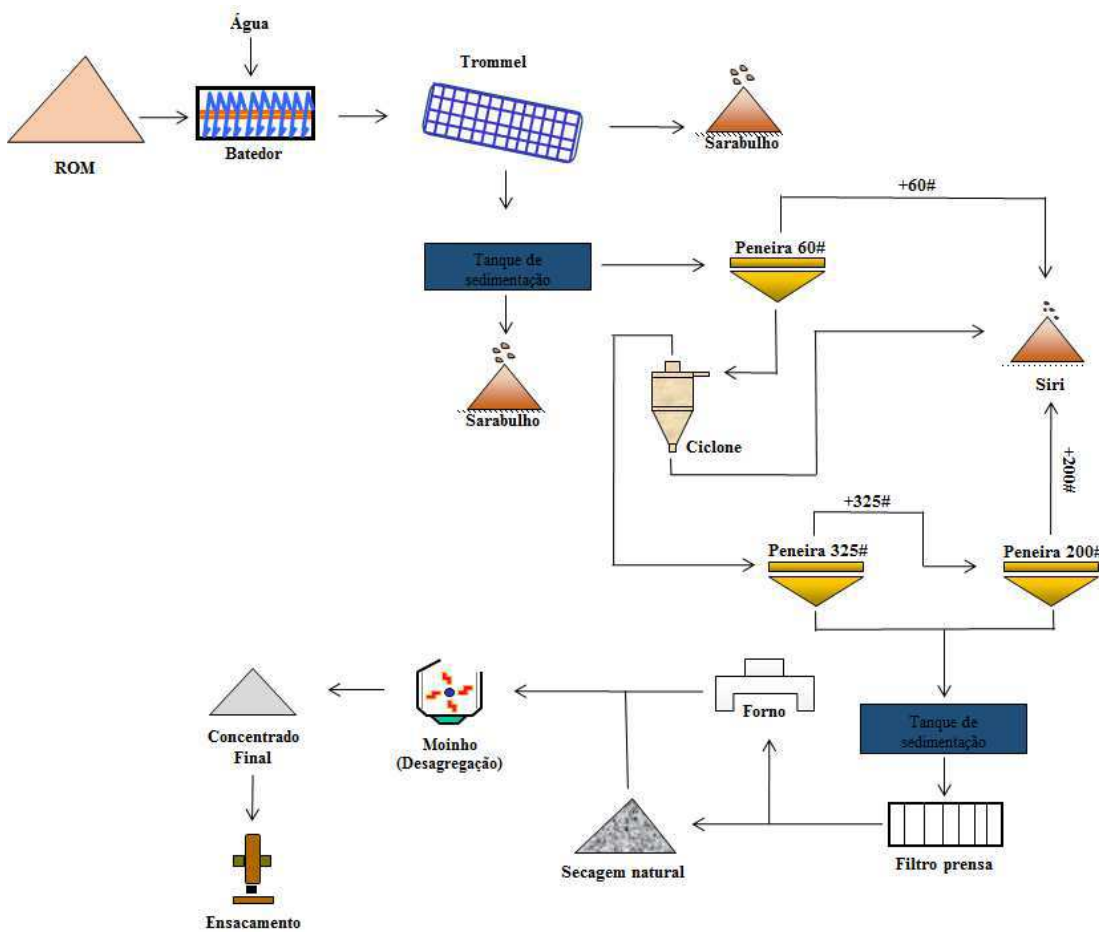 Água
Trommel
ROM
Batedor
Sarabulho
+60#
Peneira 60#
Tanque de
sedimentação
Sarabulho
Ciclone
Siri
+200#
+325#
Peneira 325#
Peneira 200#
Forno
Tanque de
sedimentação
Moinho
(Desagregação)
Concentrado
Final
Secagem natural
Filtro prensa
Ensacamento